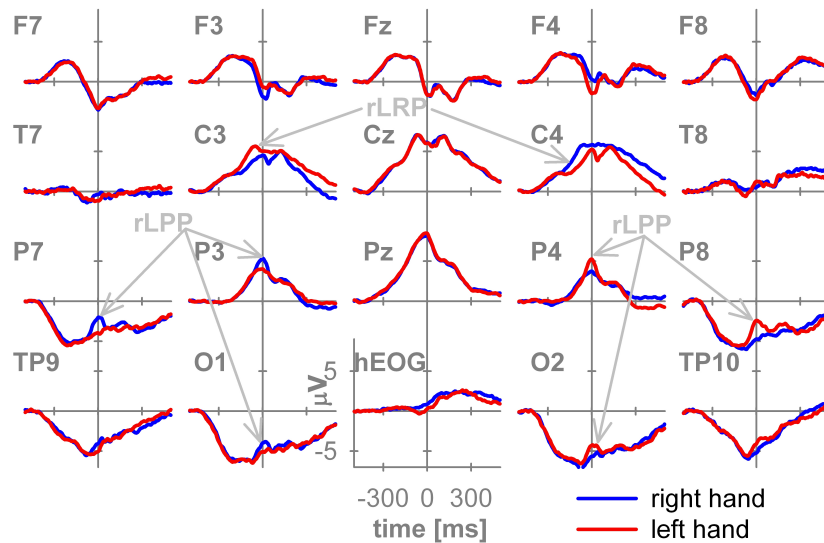 F7 F3 Fz F4 F8
rLRP
T7 C3 Cz C4 T8
rLPP rLPP
P7 P3 Pz P4 P8
TP9 O1 hEOG O2 TP10
5
μV
-5
-300 0 300
time [ms]
right hand
left hand